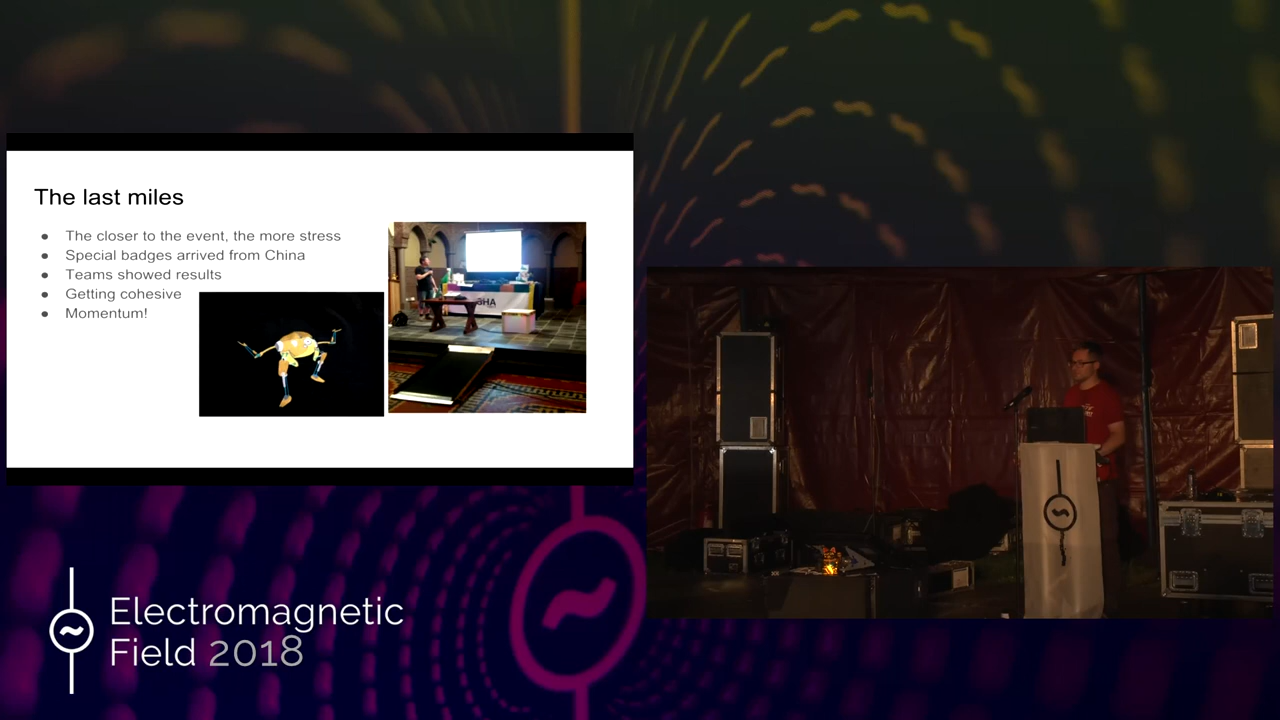 The last miles
● The closer to the event, the more stress
● Special badges arrived from China
● Teams showed results
● Getting cohesive
● Momentum!
SHA
Electromagnetic
Field 2018